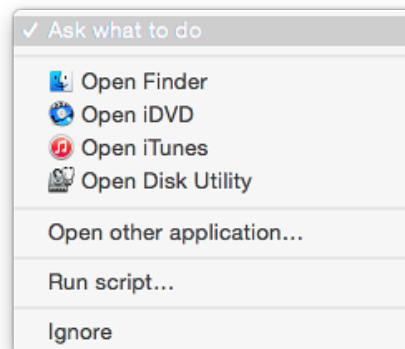 ✓ Ask what to do
Open Finder
Open iDVD
Open iTunes
Open Disk Utility
Open other application...
Run script...
Ignore